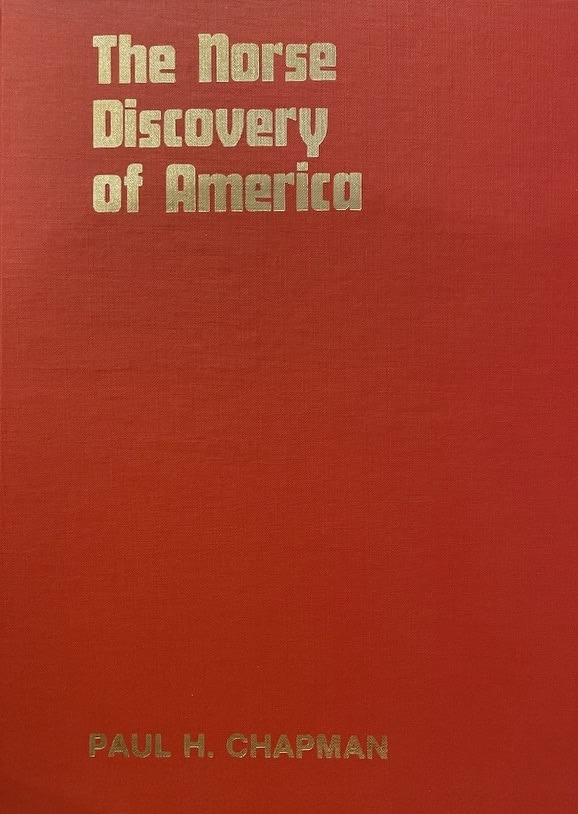 The Norse
Discovery
of America
PAUL H. CHAPMAN